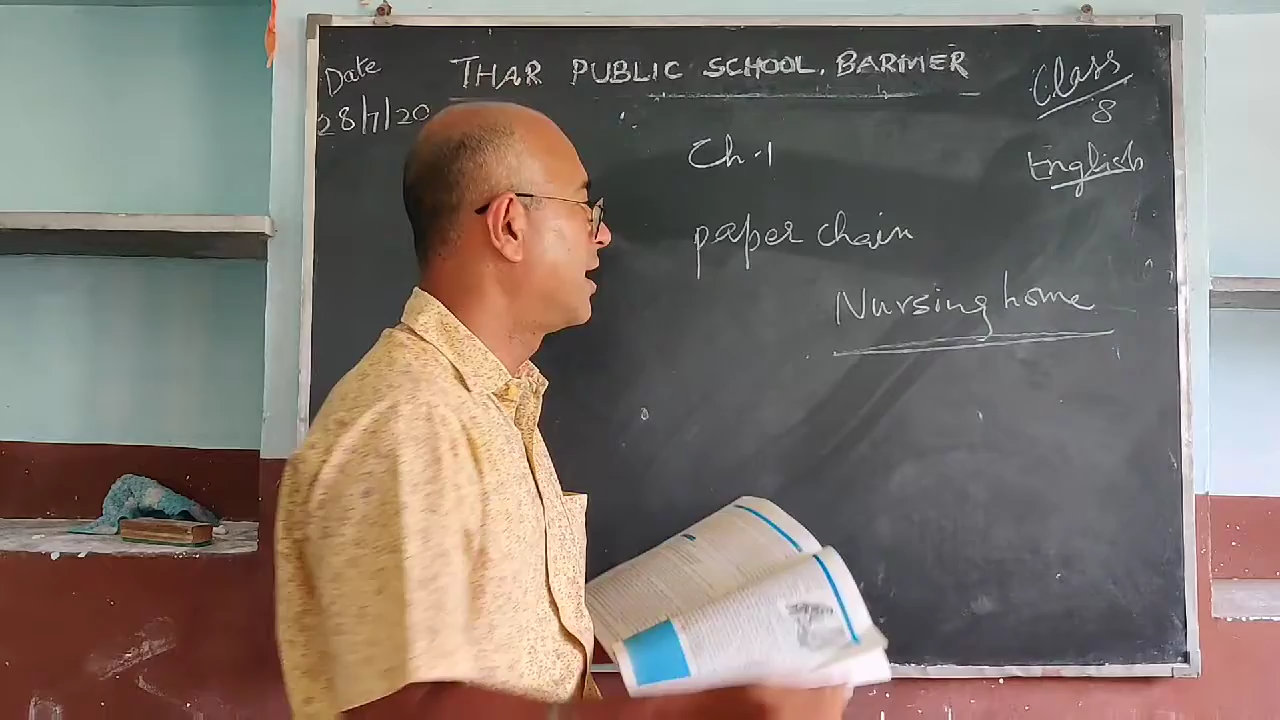 Date
28/7/20
THAR PUBLIC SCHOOL, BARMER
Class
8
English
Ch.1
paper chain
Nursing home